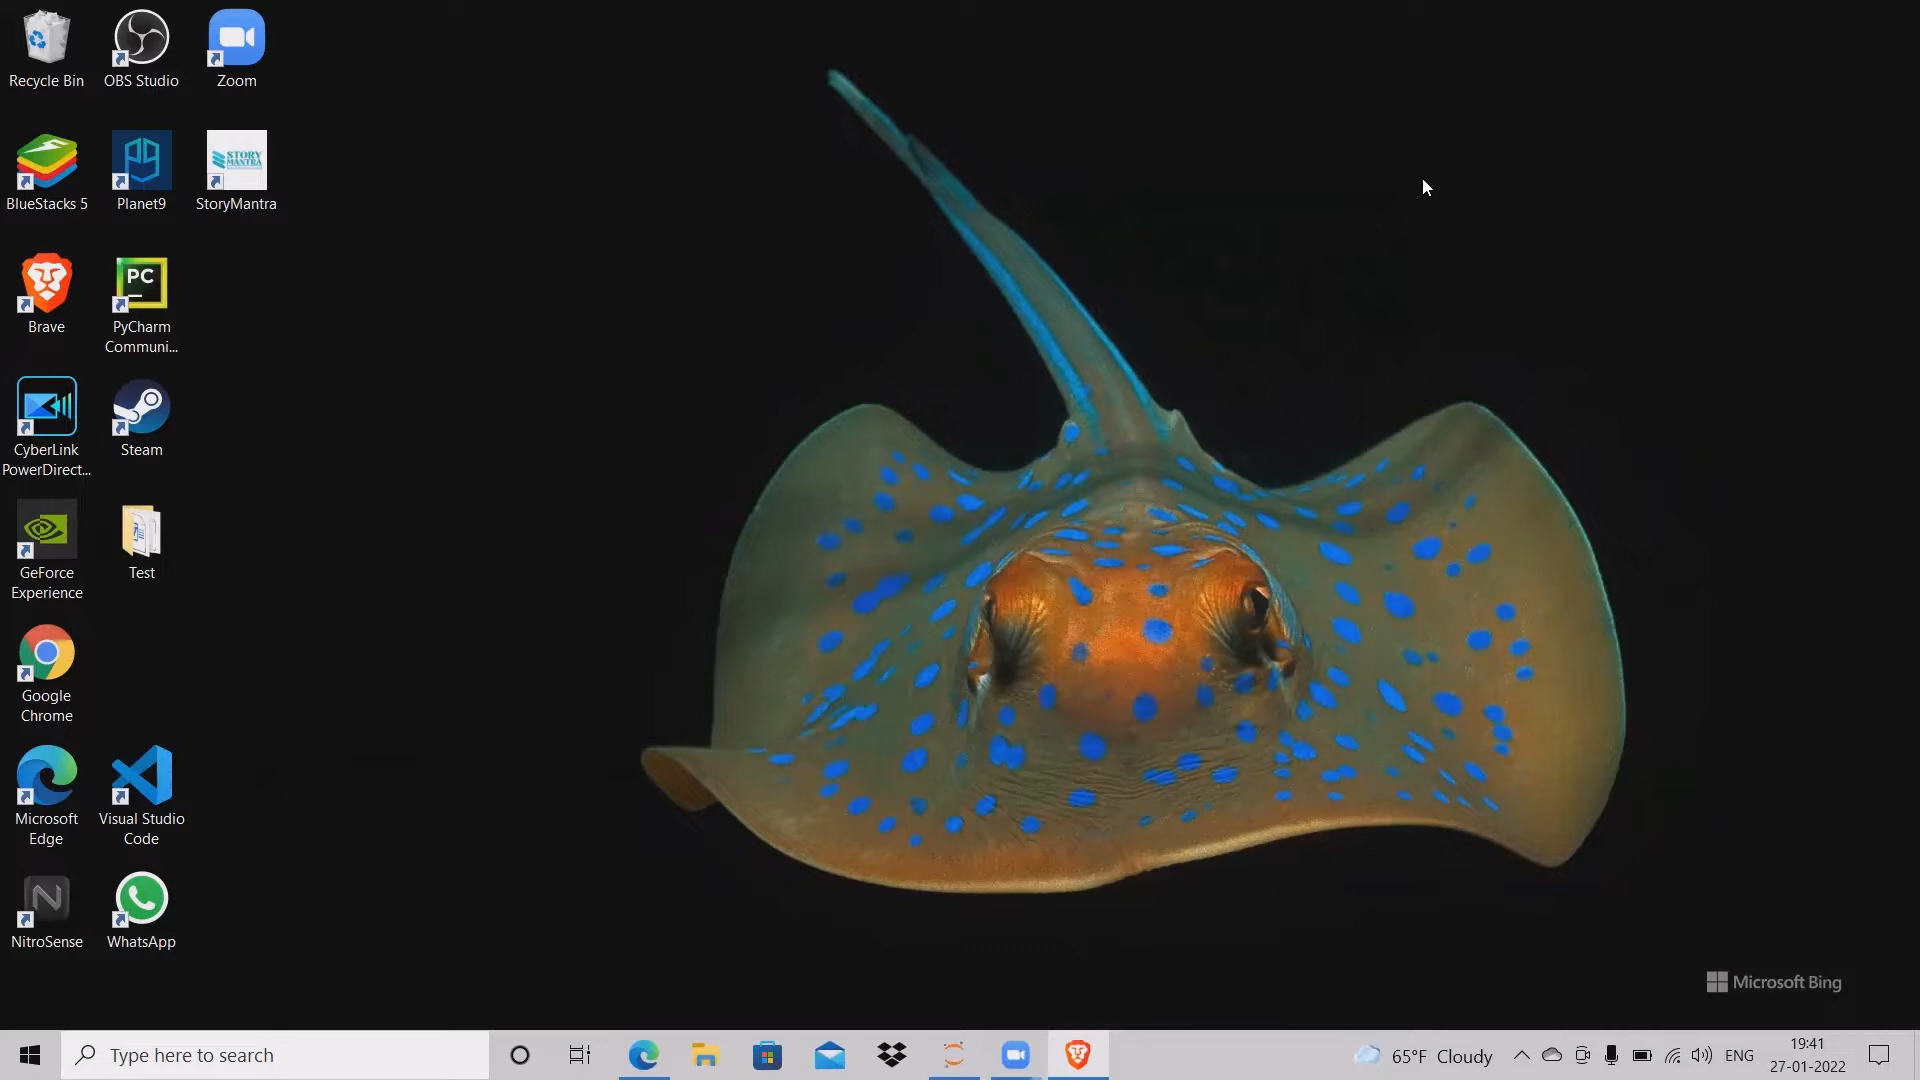 Recycle Bin
OBS Studio
Zoom
BlueStacks 5
Planet9
STORY
MANTRA
StoryMantra
Brave
PC
PyCharm
Communi...
CyberLink
PowerDirect...
Steam
GeForce
Experience
Test
Google
Chrome
Microsoft
Edge
Visual Studio
Code
NitroSense
WhatsApp
Microsoft Bing
Type here to search
65°F Cloudy
ENG
19:41
27-01-2022